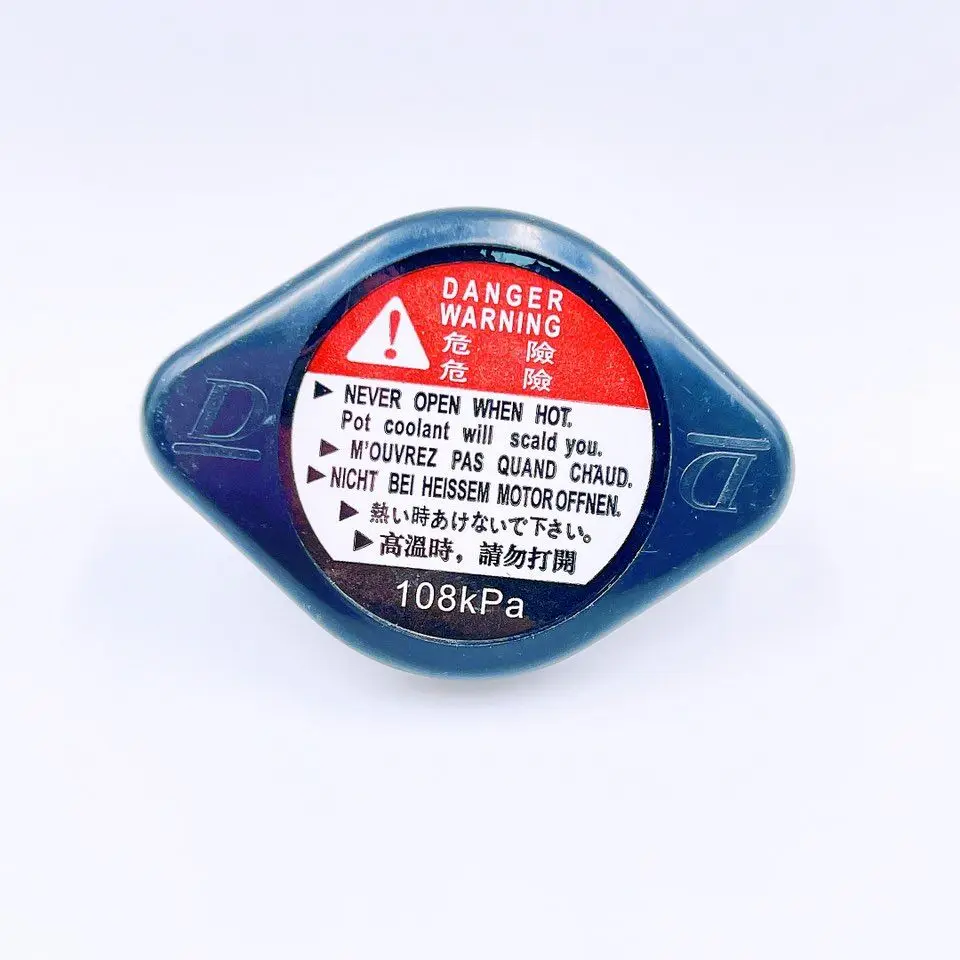 DANGER
WARNING
危 險
危 險
▶ NEVER OPEN WHEN HOT.
Pot coolant will scald you.
▶ M'OUVREZ PAS QUAND CHAUD.
▶ NICHT BEI HEISSEM MOTOR OFFNEN.
▶ 熱い時あけないで下さい。
▶ 高溫時，請勿打開
108kPa
D
D